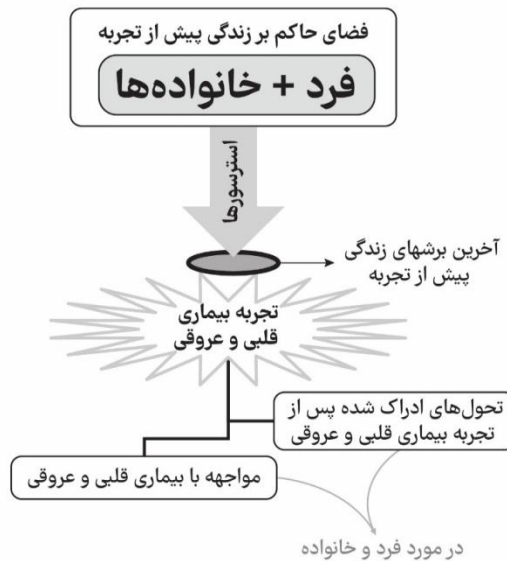 فضای حاکم بر زندگی پیش از تجربه
فرد + خانواده‌ها
استرسورها
آخرین برشهای زندگی
پیش از تجربه
تجربه بیماری
قلبی و عروقی
تحول‌های ادراک شده پس از
تجربه بیماری قلبی و عروقی
مواجهه با بیماری قلبی و عروقی
در مورد فرد و خانواده